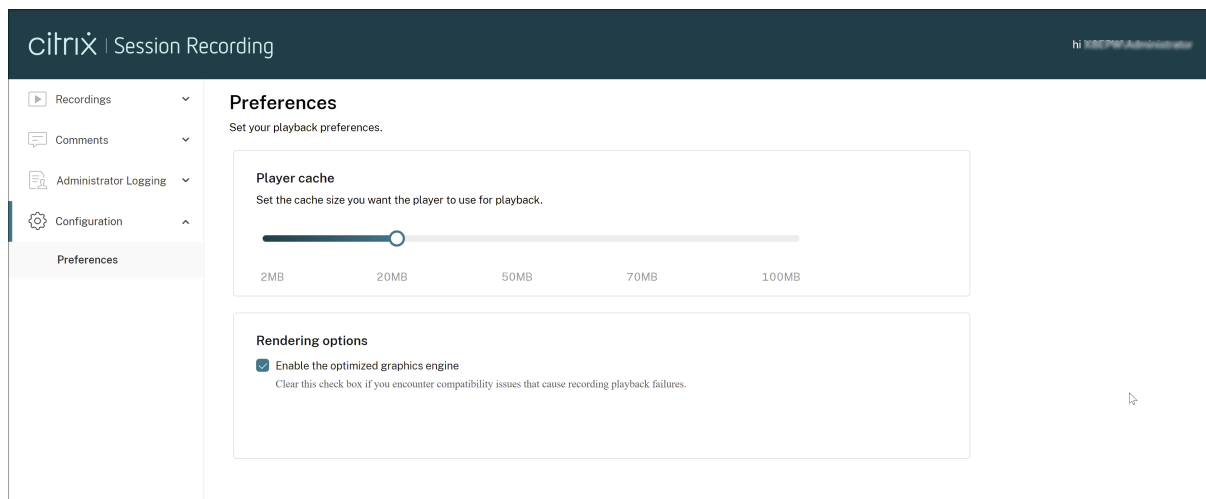 citrix | Session Recording
hi
Recordings
Comments
Administrator Logging
Configuration
Preferences
Preferences
Set your playback preferences.
Player cache
Set the cache size you want the player to use for playback.
2MB 20MB 50MB 70MB 100MB
Rendering options
Enable the optimized graphics engine
Clear this check box if you encounter compatibility issues that cause recording playback failures.